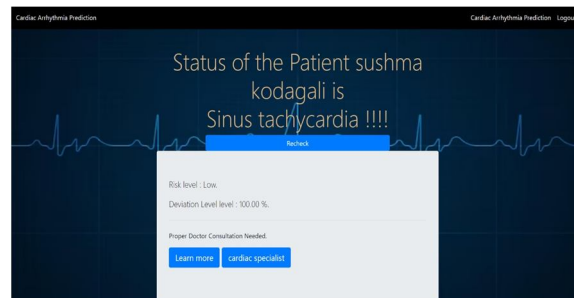 Cardiac Arrhythmia Prediction
Cardiac Arrhythmia Prediction Logou
Status of the Patient sushma
kodagali is
Sinus tachycardia !!!!
Recheck
Risk level : Low.
Deviation Level level : 100.00 %.
Proper Doctor Consultation Needed.
Learn more
cardiac specialist